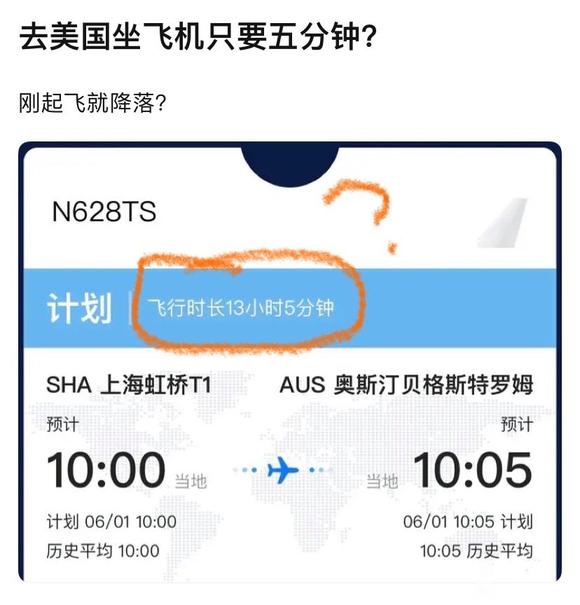 去美国坐飞机只要五分钟?
刚起飞就降落?
?
N628TS
计划 飞行时长13小时5分钟
SHA 上海虹桥T1 AUS 奥斯汀贝格斯特罗姆
预计 预计
10:00 当地 当地 10:05
计划 06/01 10:00 06/01 10:05 计划
历史平均 10:00 10:05 历史平均